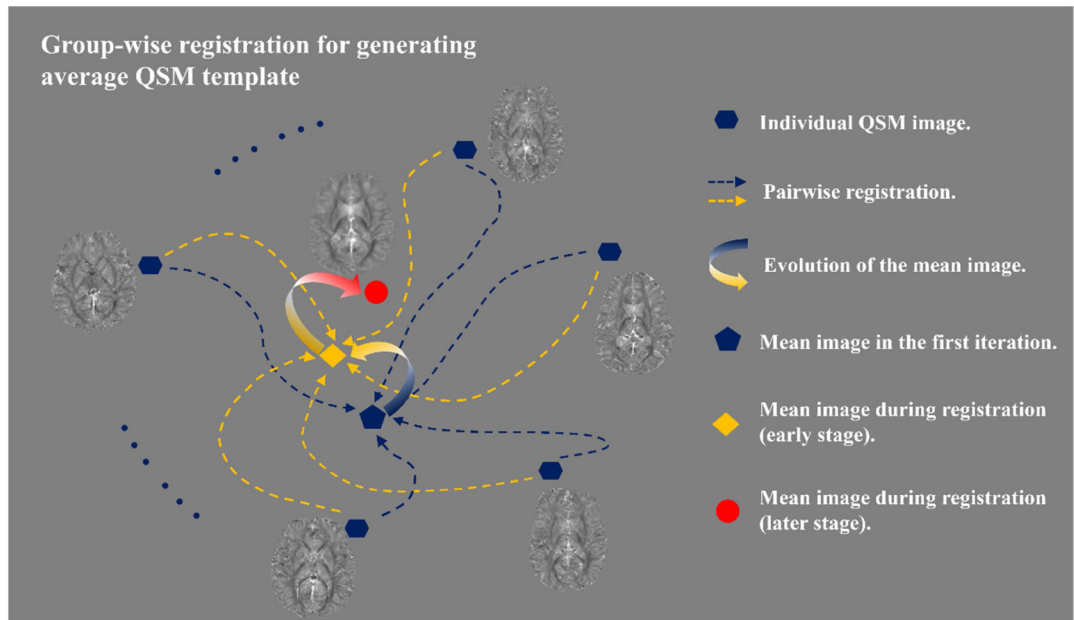 Group-wise registration for generating
average QSM template
Individual QSM image.
Pairwise registration.
Evolution of the mean image.
Mean image in the first iteration.
Mean image during registration
(early stage).
Mean image during registration
(later stage).